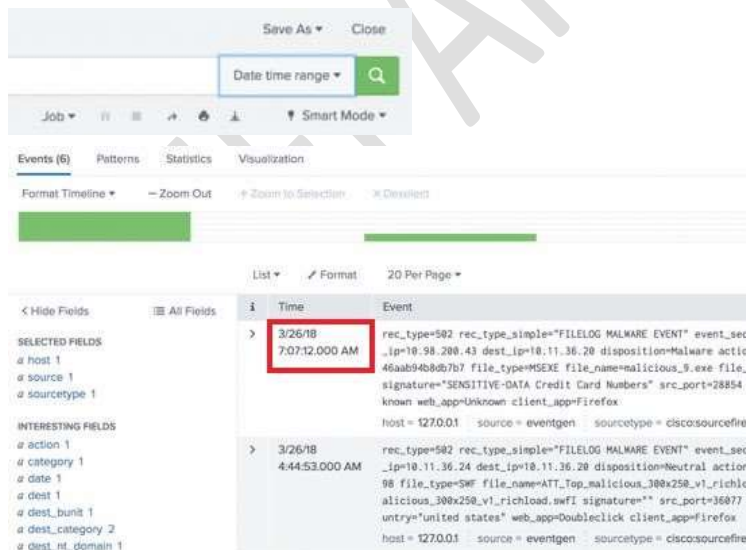 Save As ▾ Close
Date time range ▾
Job ▾ Smart Mode ▾
Events (6) Patterns Statistics Visualization
Format Timeline ▾ — Zoom Out + Zoom to Selection × Deselect
List ▾ Format 20 Per Page ▾
< Hide Fields All Fields i Time Event
SELECTED FIELDS
a host 1
a source 1
a sourcetype 1
INTERESTING FIELDS
a action 1
a category 1
a date 1
a dest 1
a dest_bunit 1
a dest_category 2
a dest_nt_domain 1
> 3/26/18
7:07:12.000 AM
rec_type=502 rec_type_simple="FILELOG MALWARE EVENT" event_sec
_ip=10.98.200.43 dest_ip=10.11.36.20 disposition=Malware actio
46aab94b8db7b7 file_type=MSEXE file_name=malicious_9.exe file_
signature="SENSITIVE-DATA Credit Card Numbers" src_port=28854
known web_app=Unknown client_app=Firefox
host = 127.0.0.1 source = eventgen sourcetype = cisco:sourcefire
> 3/26/18
4:44:53.000 AM
rec_type=502 rec_type_simple="FILELOG MALWARE EVENT" event_sec
_ip=10.11.36.24 dest_ip=10.11.36.20 disposition=Neutral action
98 file_type=SWF file_name=ATT_Top_malicious_300x250_v1_richlo
alicious_300x250_v1_richload.swfI signature="" src_port=36077
untry="united states" web_app=Doubleclick client_app=Firefox
host = 127.0.0.1 source = eventgen sourcetype = cisco:sourcefire